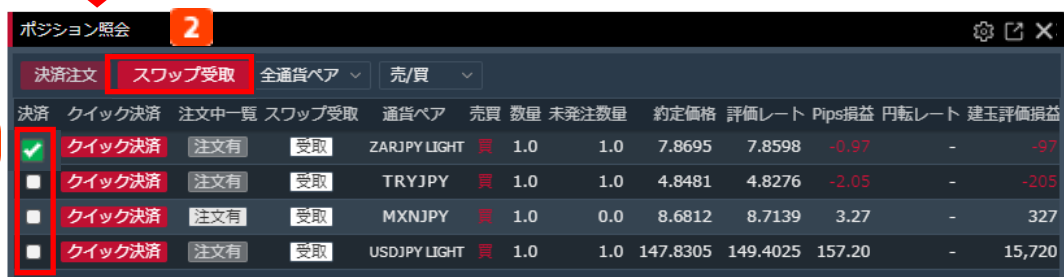 ポジション照会 2
決済注文 スワップ受取 全通貨ペア 売/買
決済 クイック決済 注文中一覧 スワップ受取 通貨ペア 売買 数量 未発注数量 約定価格 評価レート Pips損益 円転レート 建玉評価損益
クイック決済 注文有 受取 ZARJPY LIGHT 買 1.0 1.0 7.8695 7.8598 -0.97 - -97
クイック決済 注文有 受取 TRYJPY 買 1.0 1.0 4.8481 4.8276 -2.05 - -205
クイック決済 注文有 受取 MXNJPY 買 1.0 0.0 8.6812 8.7139 3.27 - 327
クイック決済 注文有 受取 USDJPY LIGHT 買 1.0 1.0 147.8305 149.4025 157.20 - 15,720